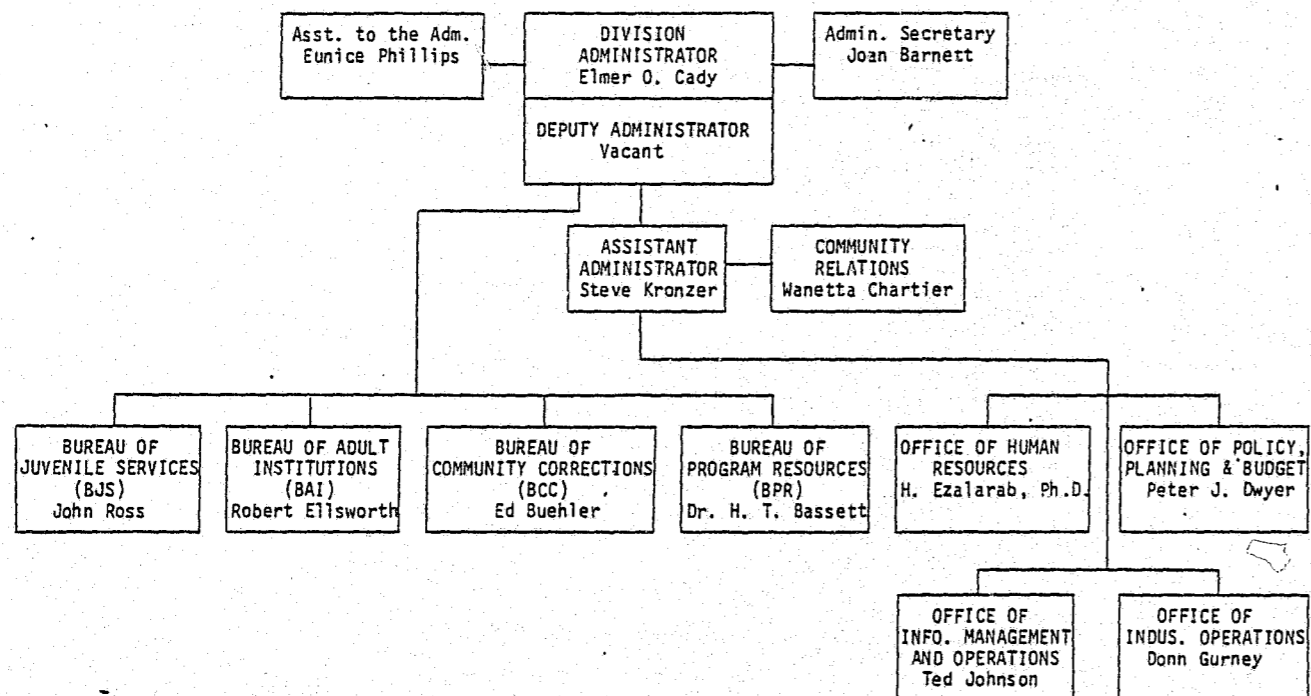 Asst. to the Adm.
Eunice Phillips
DIVISION
ADMINISTRATOR
Elmer O. Cady
Admin. Secretary
Joan Barnett
DEPUTY ADMINISTRATOR
Vacant
ASSISTANT
ADMINISTRATOR
Steve Kronzer
COMMUNITY
RELATIONS
Wanetta Chartier
BUREAU OF
JUVENILE SERVICES
(BJS)
John Ross
BUREAU OF ADULT
INSTITUTIONS
(BAI)
Robert Ellsworth
BUREAU OF
COMMUNITY CORRECTIONS
(BCC)
Ed Buehler
BUREAU OF
PROGRAM RESOURCES
(BPR)
Dr. H. T. Bassett
OFFICE OF HUMAN
RESOURCES
H. Ezalarab, Ph.D.
OFFICE OF POLICY,
PLANNING & BUDGET
Peter J. Dwyer
OFFICE OF
INFO. MANAGEMENT
AND OPERATIONS
Ted Johnson
OFFICE OF
INDUS. OPERATIONS
Donn Gurney